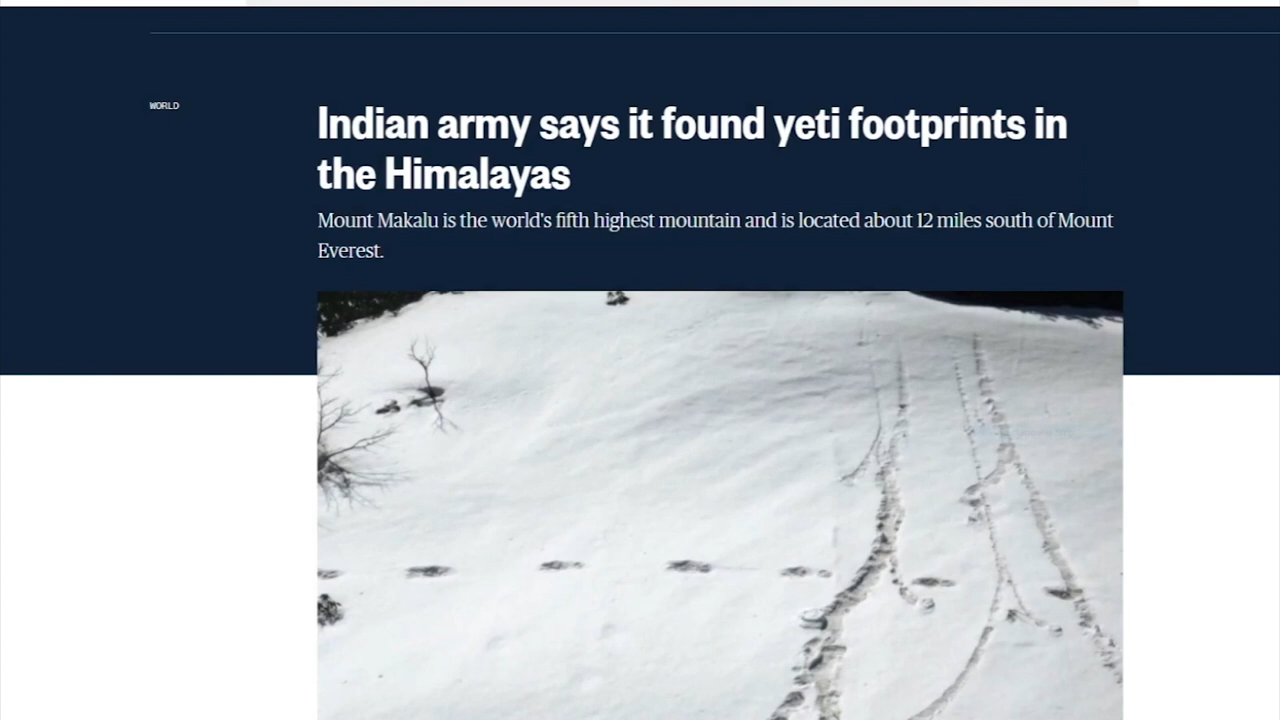 WORLD
Indian army says it found yeti footprints in
the Himalayas
Mount Makalu is the world's fifth highest mountain and is located about 12 miles south of Mount
Everest.